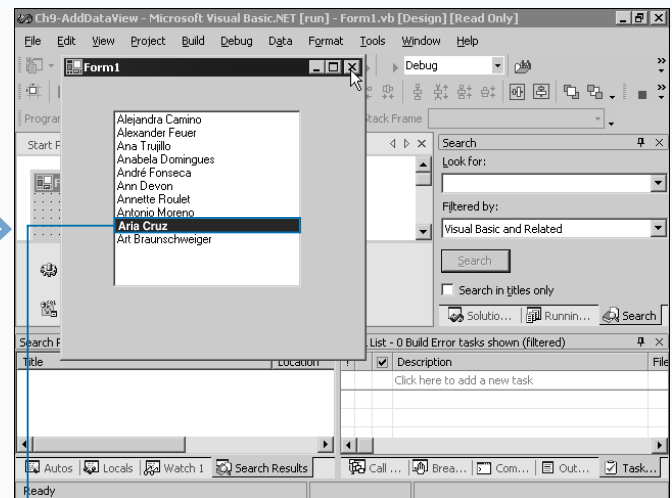 Ch9-AddDataView - Microsoft Visual Basic.NET [run] - Form1.vb [Design] [Read Only]
File Edit View Project Build Debug Data Format Tools Window Help
Form1
Debug
Progra
Stack Frame
Alejandra Camino
Alexander Feuer
Ana Trujillo
Anabela Domingues
André Fonseca
Ann Devon
Annette Roulet
Antonio Moreno
Aria Cruz
Art Braunschweiger
Start P
Search
Look for:
Filtered by:
Visual Basic and Related
Search
Search in titles only
Solutio... Runnin... Search
Search R
List - 0 Build Error tasks shown (filtered)
Title Location ! Description File
Click here to add a new task
Autos Locals Watch 1 Search Results Call ... Brea... Com... Out... Task...
Ready